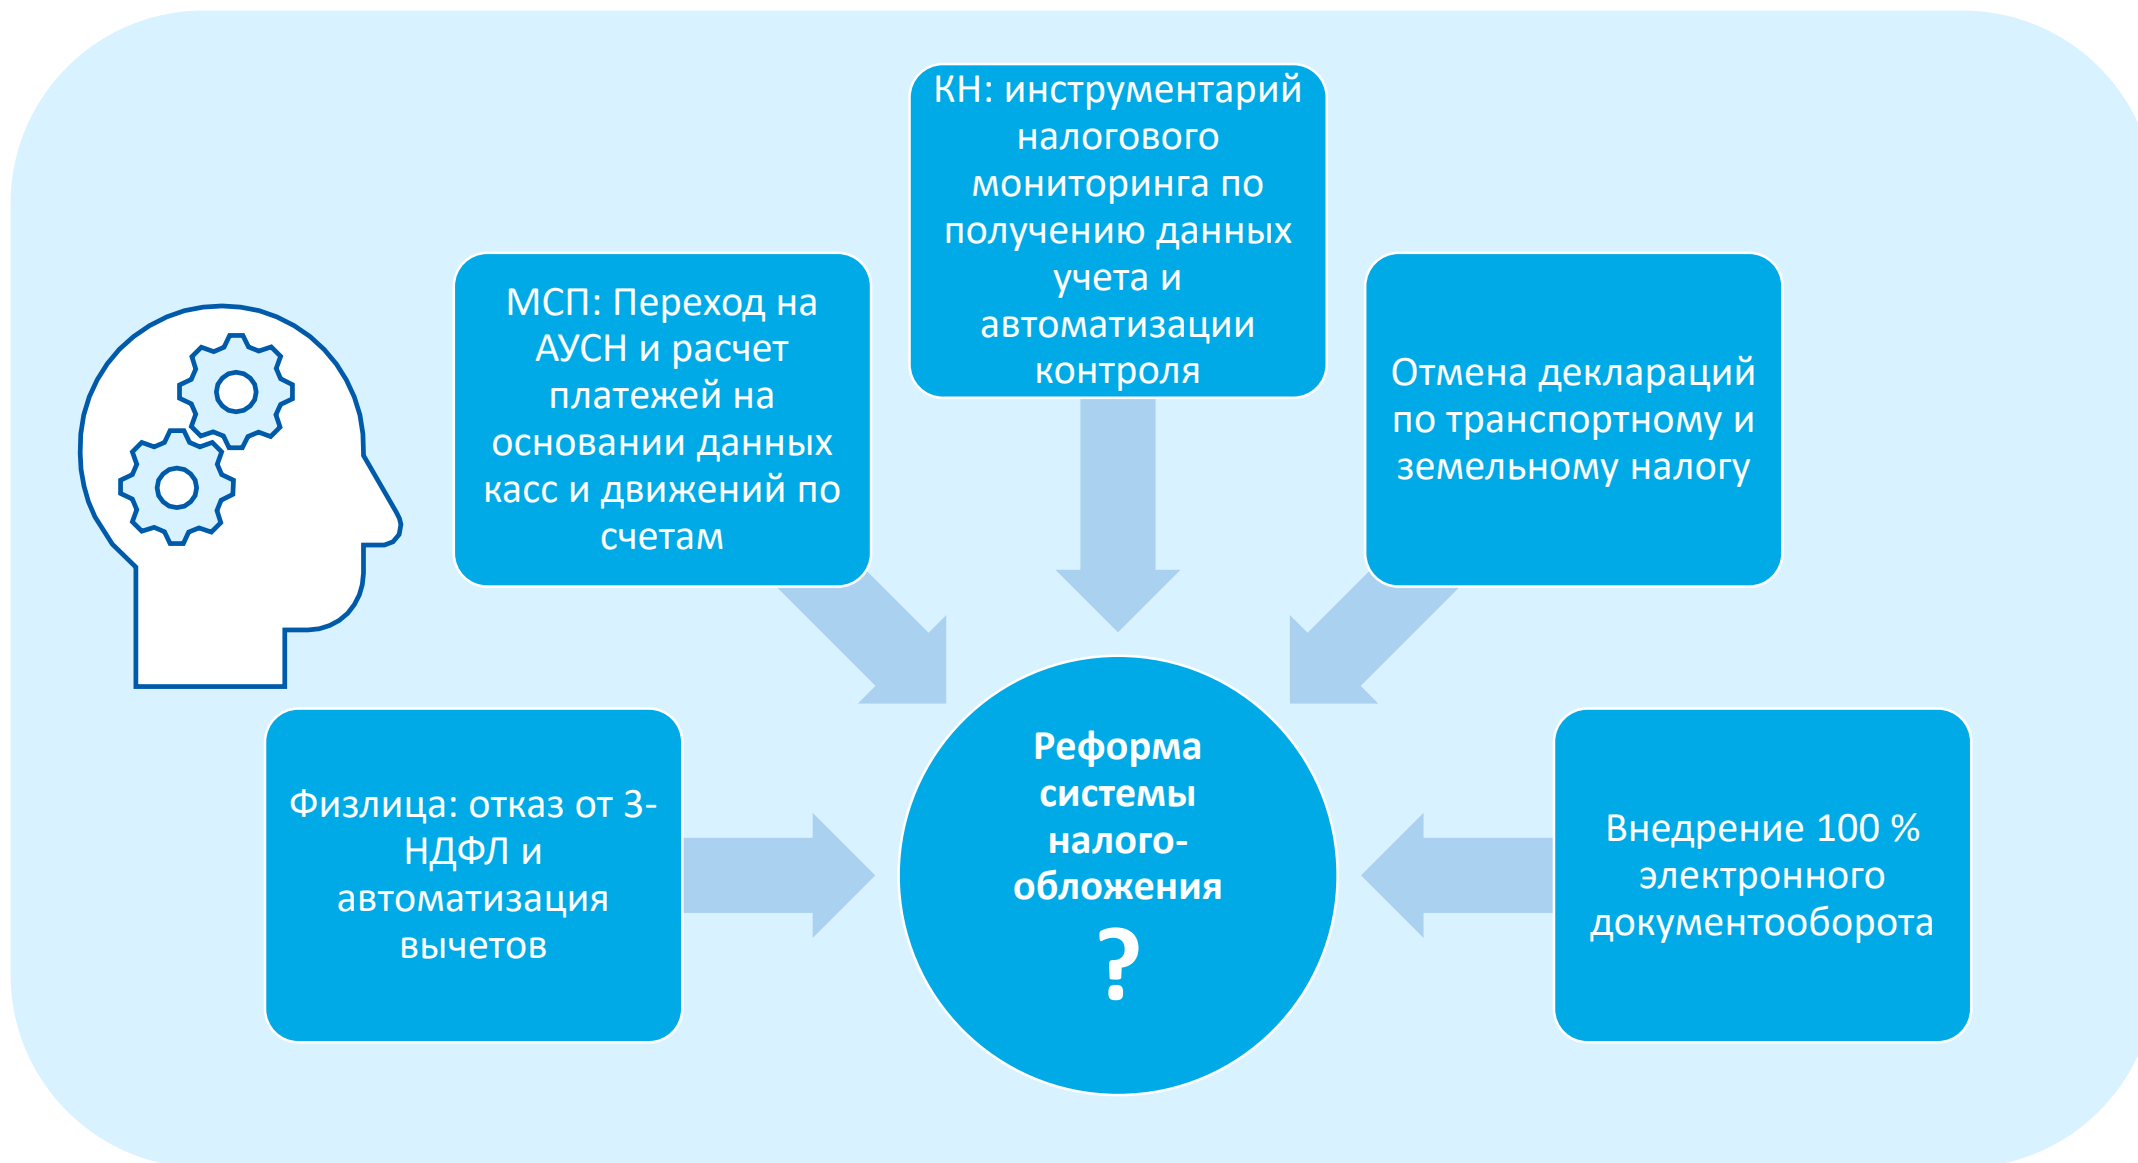 КН: инструментарий
налогового
мониторинга по
получению данных
учета и
автоматизации
контроля
МСП: Переход на
АУСН и расчет
платежей на
основании данных
касс и движений по
счетам
Отмена деклараций
по транспортному и
земельному налогу
Физлица: отказ от 3-
НДФЛ и
автоматизация
вычетов
Реформа
системы
налого-
обложения
?
Внедрение 100 %
электронного
документооборота